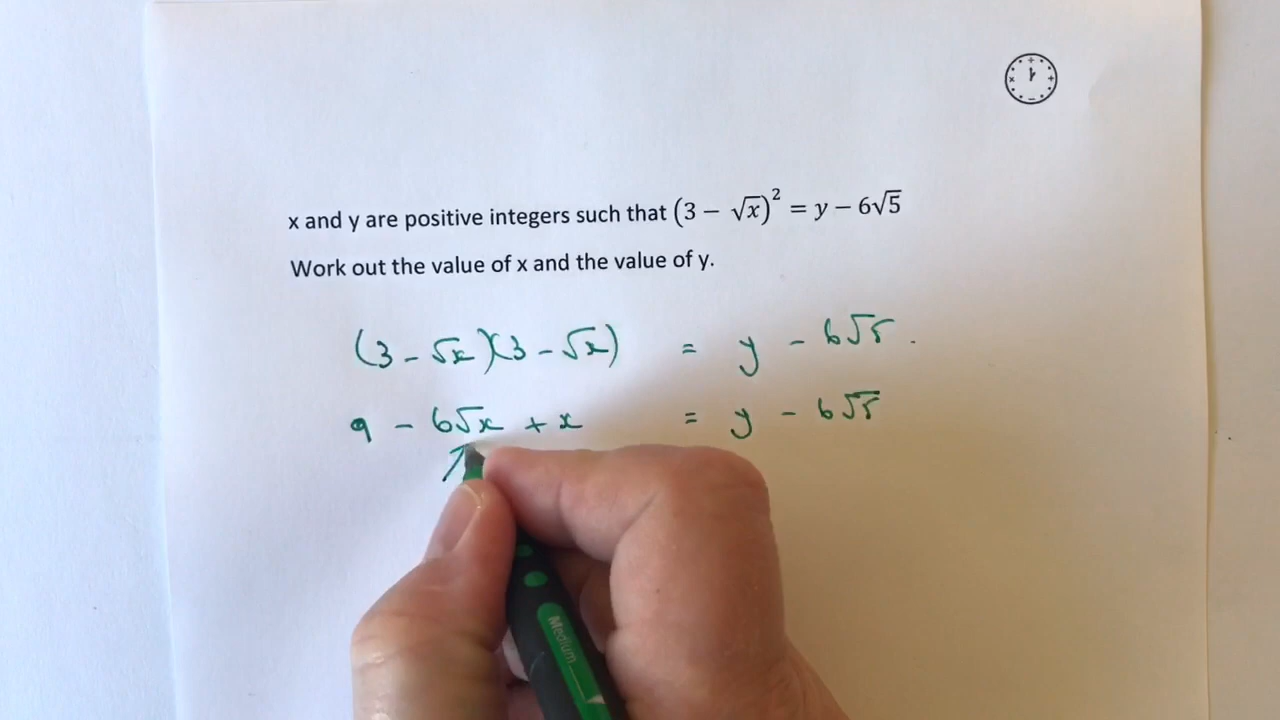 x and y are positive integers such that (3 − √x)² = y − 6√5
Work out the value of x and the value of y.
(3 - √x)(3 - √x) = y - 6√5.
9 - 6√x + x = y - 6√5
Medium